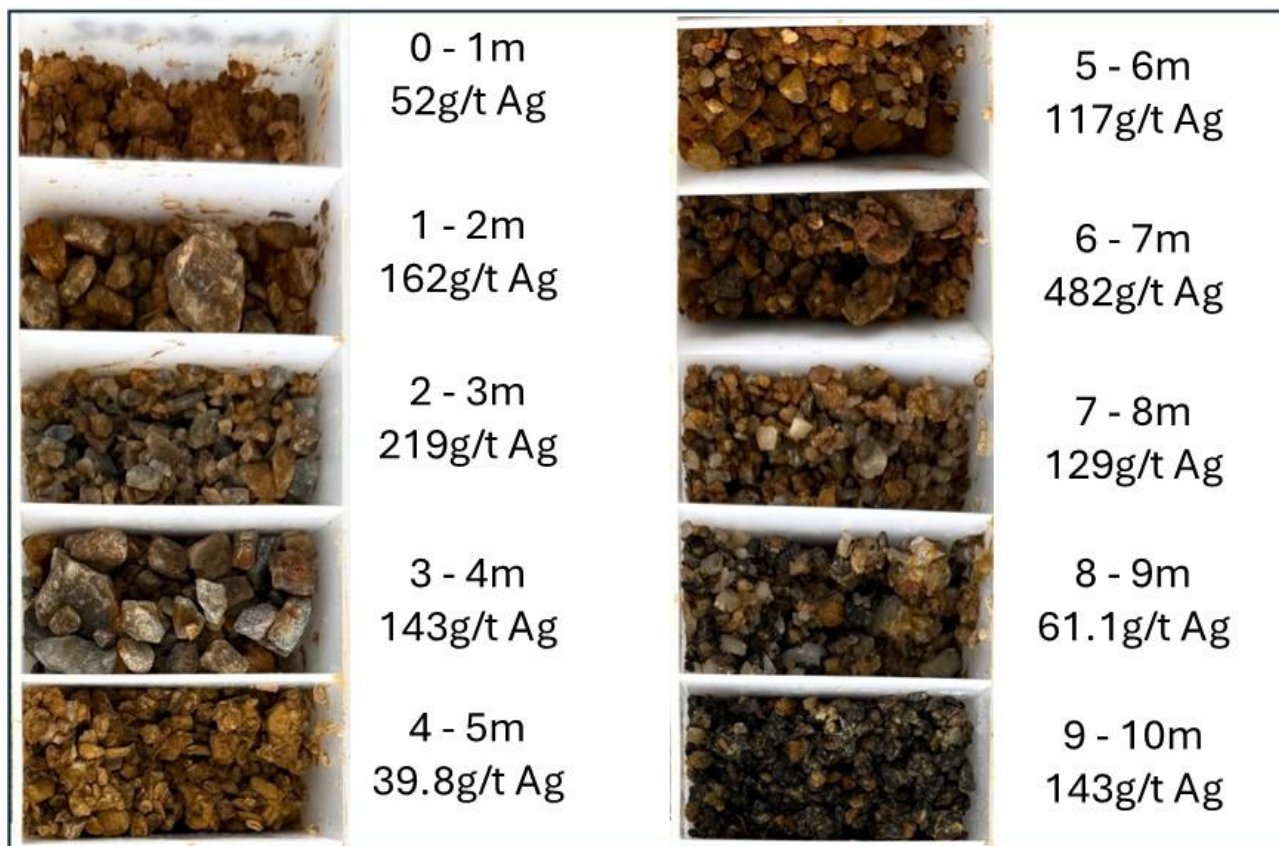 0 - 1m
52g/t Ag
1 - 2m
162g/t Ag
2 - 3m
219g/t Ag
3 - 4m
143g/t Ag
4 - 5m
39.8g/t Ag
5 - 6m
117g/t Ag
6 - 7m
482g/t Ag
7 - 8m
129g/t Ag
8 - 9m
61.1g/t Ag
9 - 10m
143g/t Ag